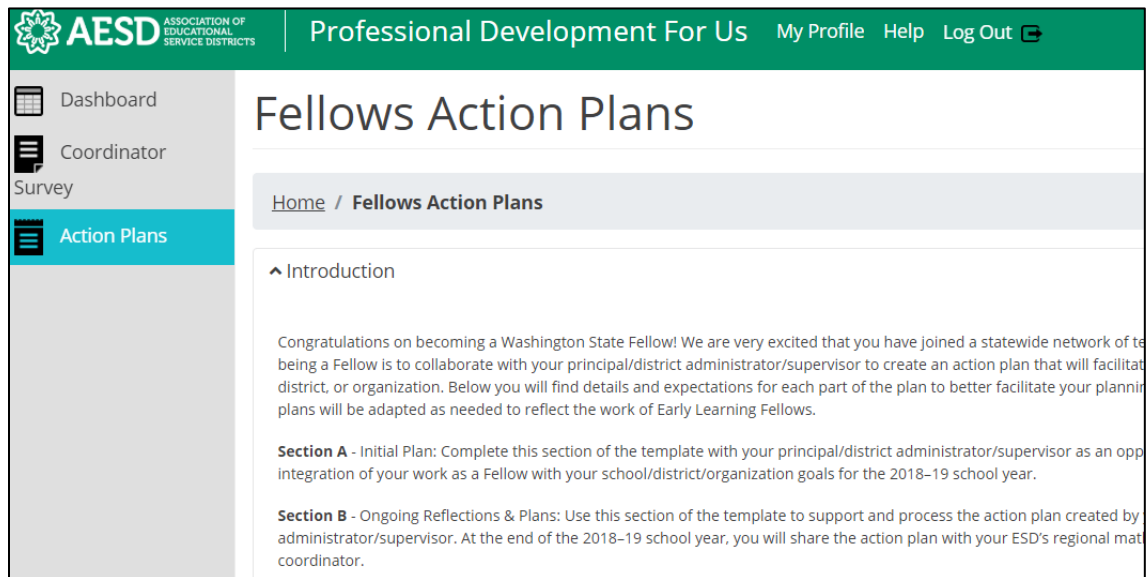 AESD ASSOCIATION OF EDUCATIONAL SERVICE DISTRICTS
Professional Development For Us My Profile Help Log Out
Dashboard
Coordinator
Survey
Action Plans
Fellows Action Plans
Home / Fellows Action Plans
Introduction
Congratulations on becoming a Washington State Fellow! We are very excited that you have joined a statewide network of
being a Fellow is to collaborate with your principal/district administrator/supervisor to create an action plan that will
district, or organization. Below you will find details and expectations for each part of the plan to better facilitate your
plans will be adapted as needed to reflect the work of Early Learning Fellows.
Section A - Initial Plan: Complete this section of the template with your principal/district administrator/supervisor as an
integration of your work as a Fellow with your school/district/organization goals for the 2018–19 school year.
Section B - Ongoing Reflections & Plans: Use this section of the template to support and process the action plan created by
administrator/supervisor. At the end of the 2018–19 school year, you will share the action plan with your ESD's regional
coordinator.